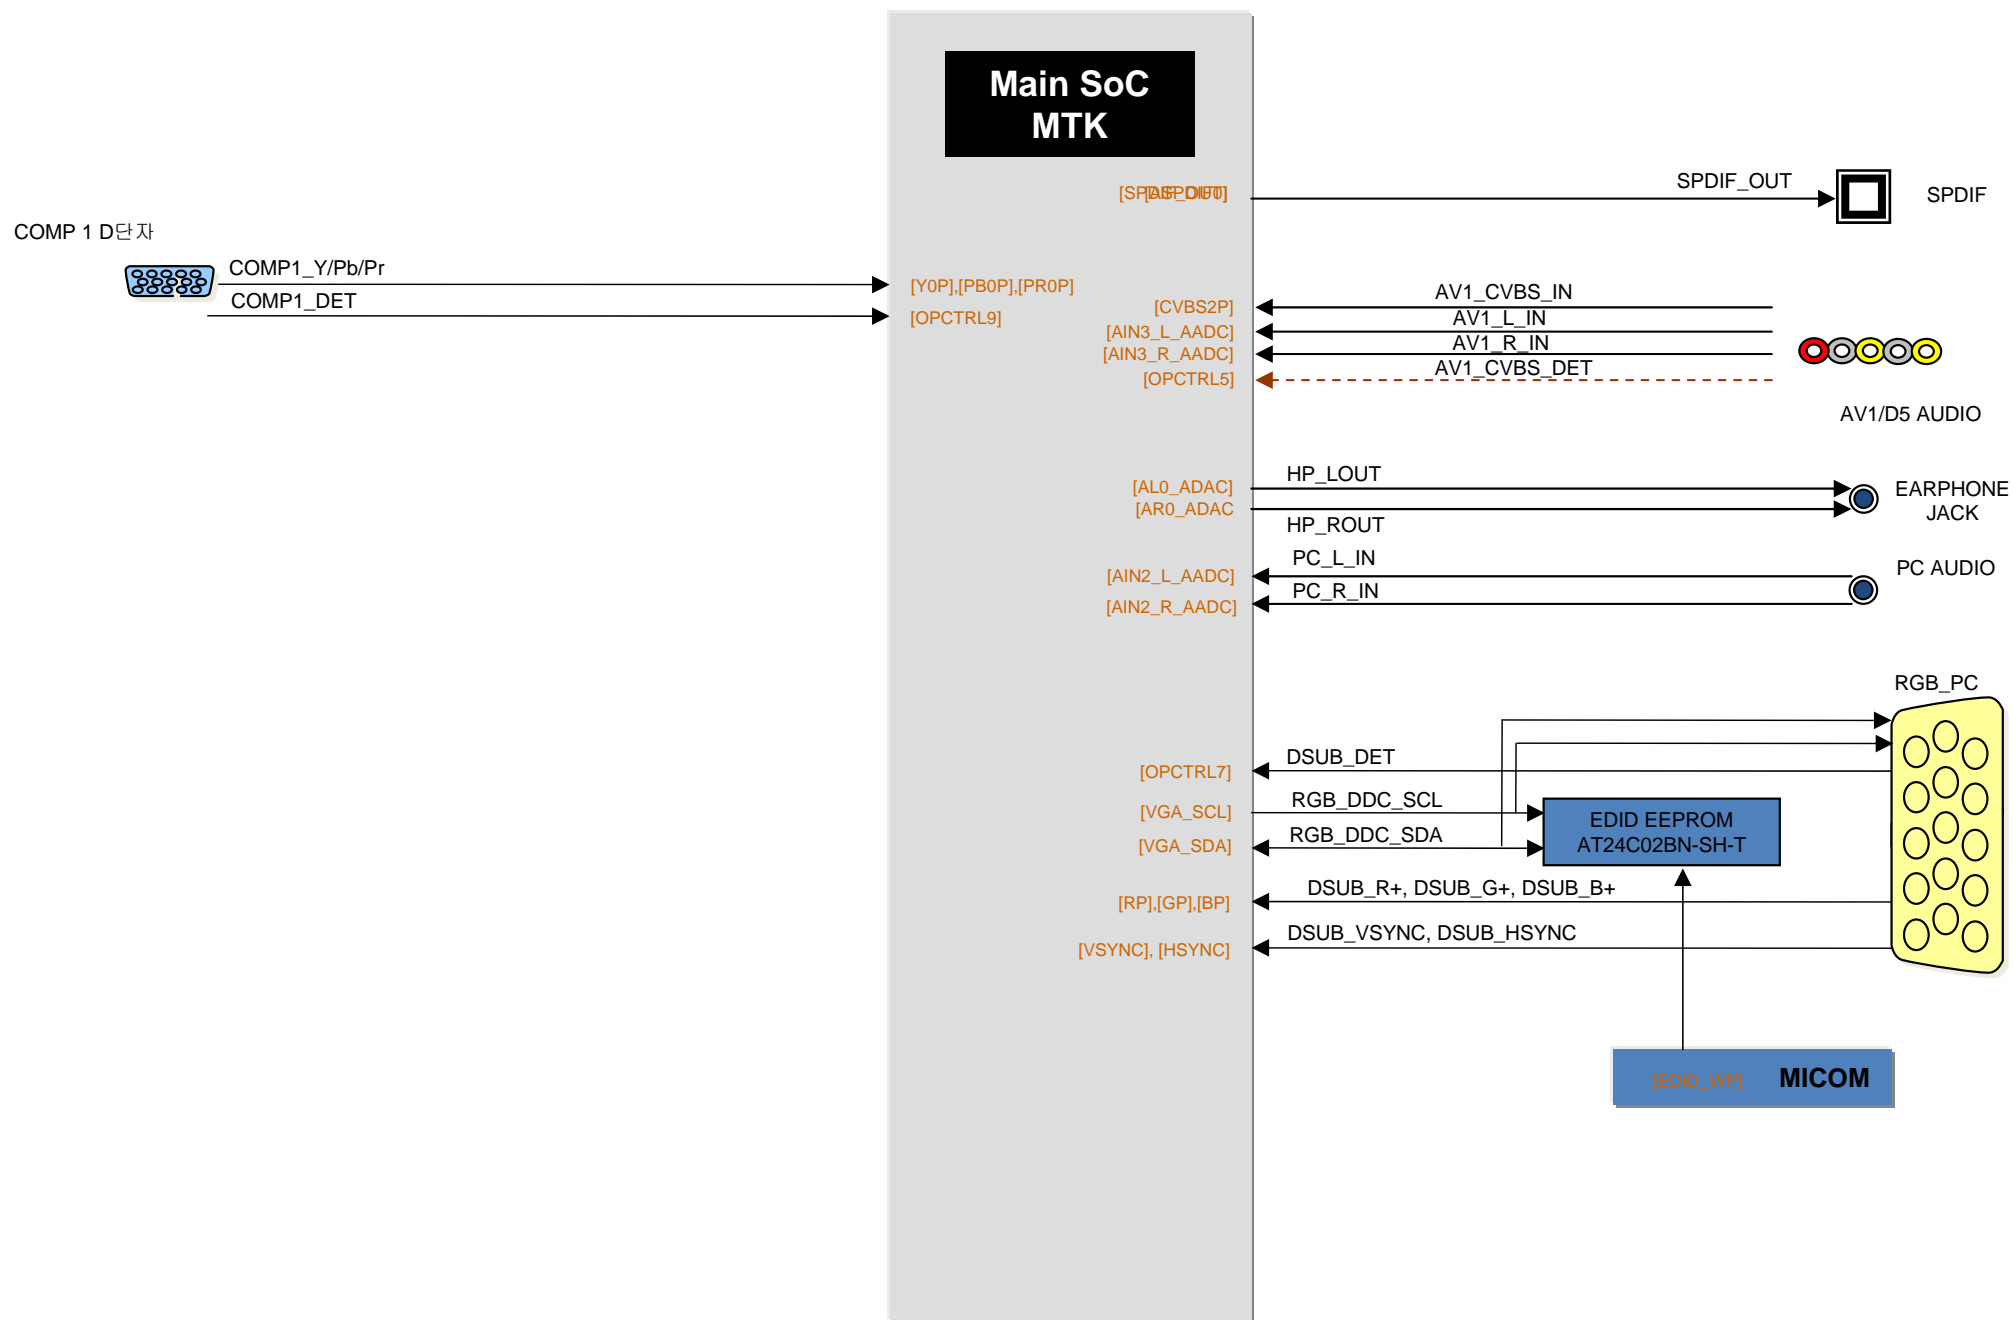 Main SoC
MTK
SPDIF_OUT
SPDIF
COMP 1 D단자
COMP1_Y/Pb/Pr
COMP1_DET
[Y0P],[PB0P],[PR0P]
[OPCTRL9]
[CVBS2P]
[AIN3_L_AADC]
[AIN3_R_AADC]
[OPCTRL5]
AV1_CVBS_IN
AV1_L_IN
AV1_R_IN
AV1_CVBS_DET
AV1/D5 AUDIO
[AL0_ADAC]
[AR0_ADAC
HP_LOUT
HP_ROUT
EARPHONE
JACK
[AIN2_L_AADC]
[AIN2_R_AADC]
PC_L_IN
PC_R_IN
PC AUDIO
RGB_PC
[OPCTRL7]
DSUB_DET
[VGA_SCL]
RGB_DDC_SCL
[VGA_SDA]
RGB_DDC_SDA
EDID EEPROM
AT24C02BN-SH-T
[RP],[GP],[BP]
DSUB_R+, DSUB_G+, DSUB_B+
[VSYNC], [HSYNC]
DSUB_VSYNC, DSUB_HSYNC
[EDID_WP]
MICOM